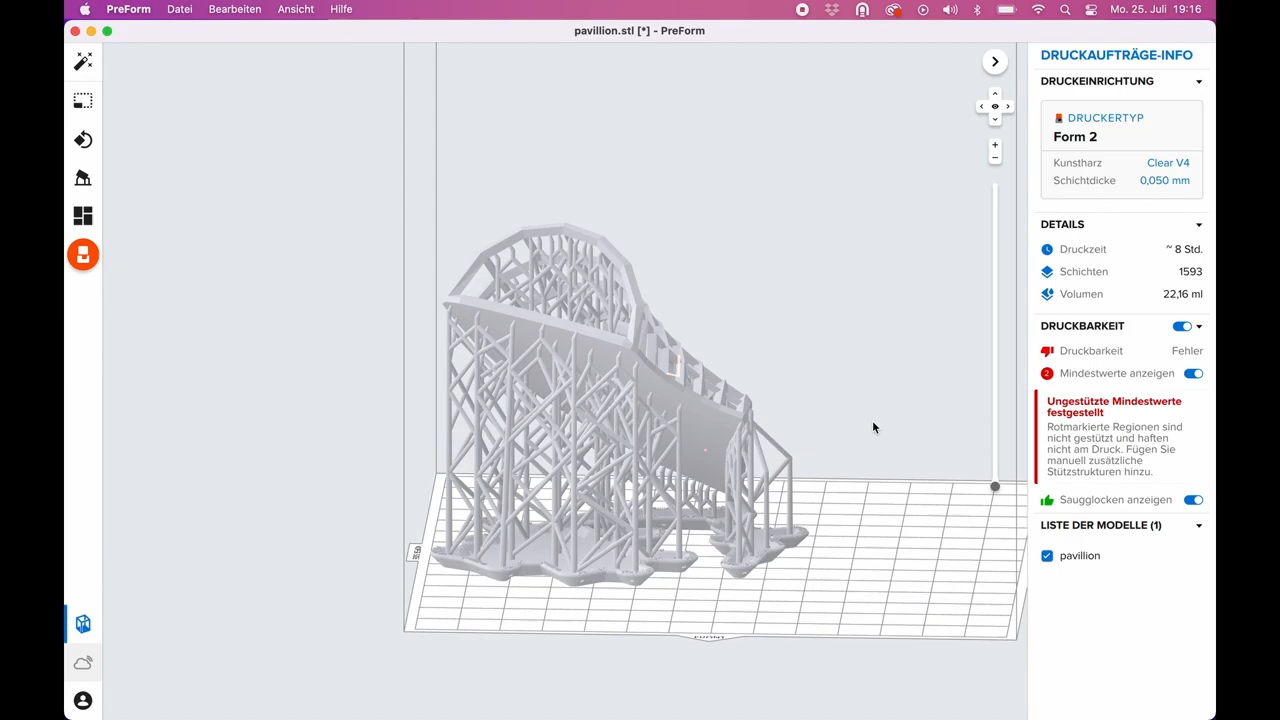 PreForm Datei Bearbeiten Ansicht Hilfe Mo. 25. Juli 19:16
pavillion.stl [*] - PreForm
DRUCKAUFTRÄGE-INFO
DRUCKEINRICHTUNG
DRUCKERTYP
Form 2
Kunstharz Clear V4
Schichtdicke 0,050 mm
DETAILS
Druckzeit ~ 8 Std.
Schichten 1593
Volumen 22,16 ml
DRUCKBARKEIT
Druckbarkeit Fehler
2 Mindestwerte anzeigen
Ungestützte Mindestwerte
festgestellt
Rotmarkierte Regionen sind
nicht gestützt und haften
nicht am Druck. Fügen Sie
manuell zusätzliche
Stützstrukturen hinzu.
Saugglocken anzeigen
LISTE DER MODELLE (1)
pavillion
FRONT